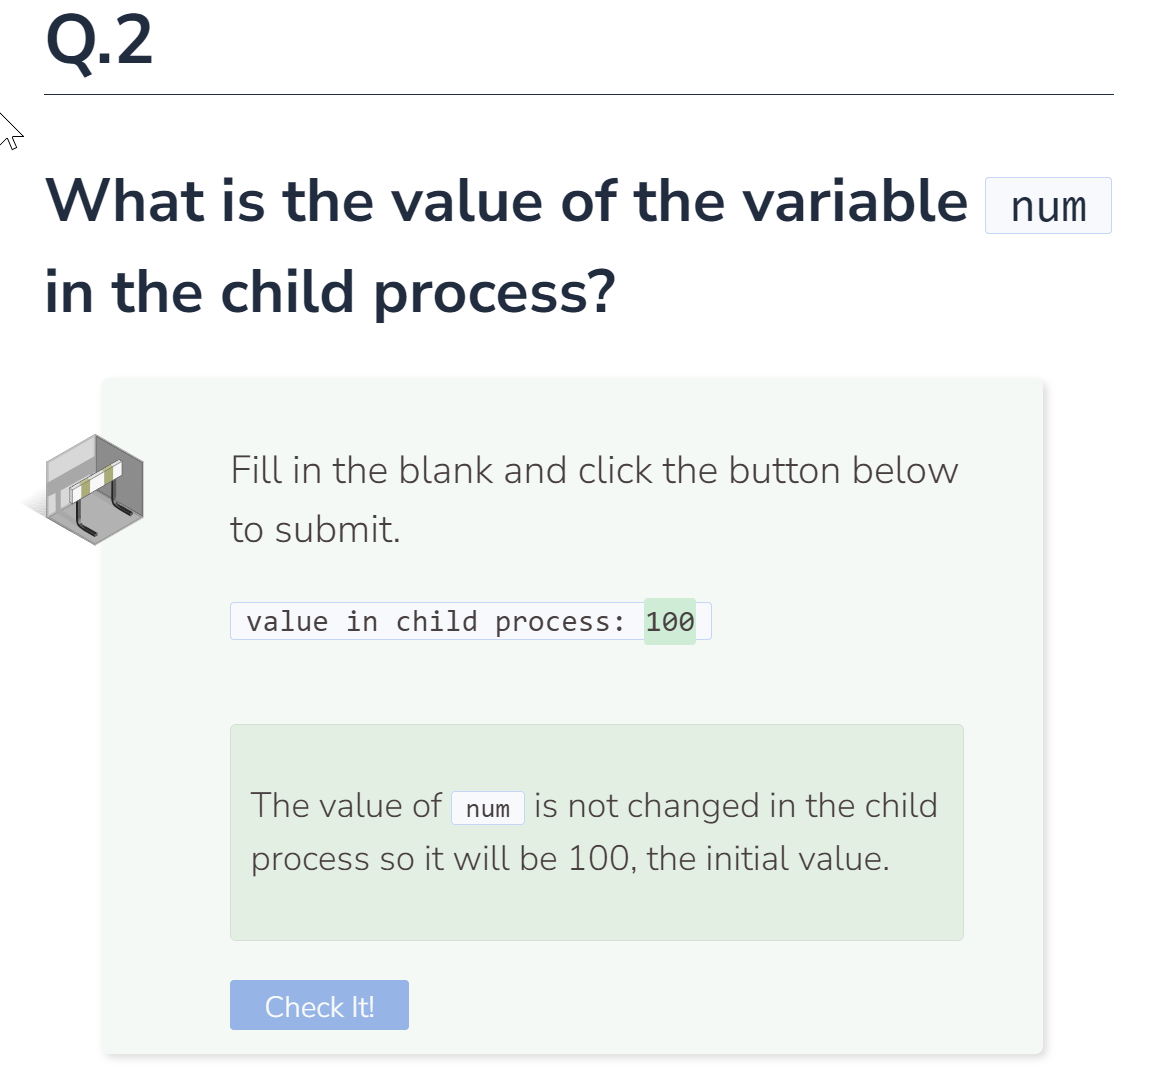 Q.2
What is the value of the variable num
in the child process?
Fill in the blank and click the button below
to submit.
value in child process: 100
The value of num is not changed in the child
process so it will be 100, the initial value.
Check It!